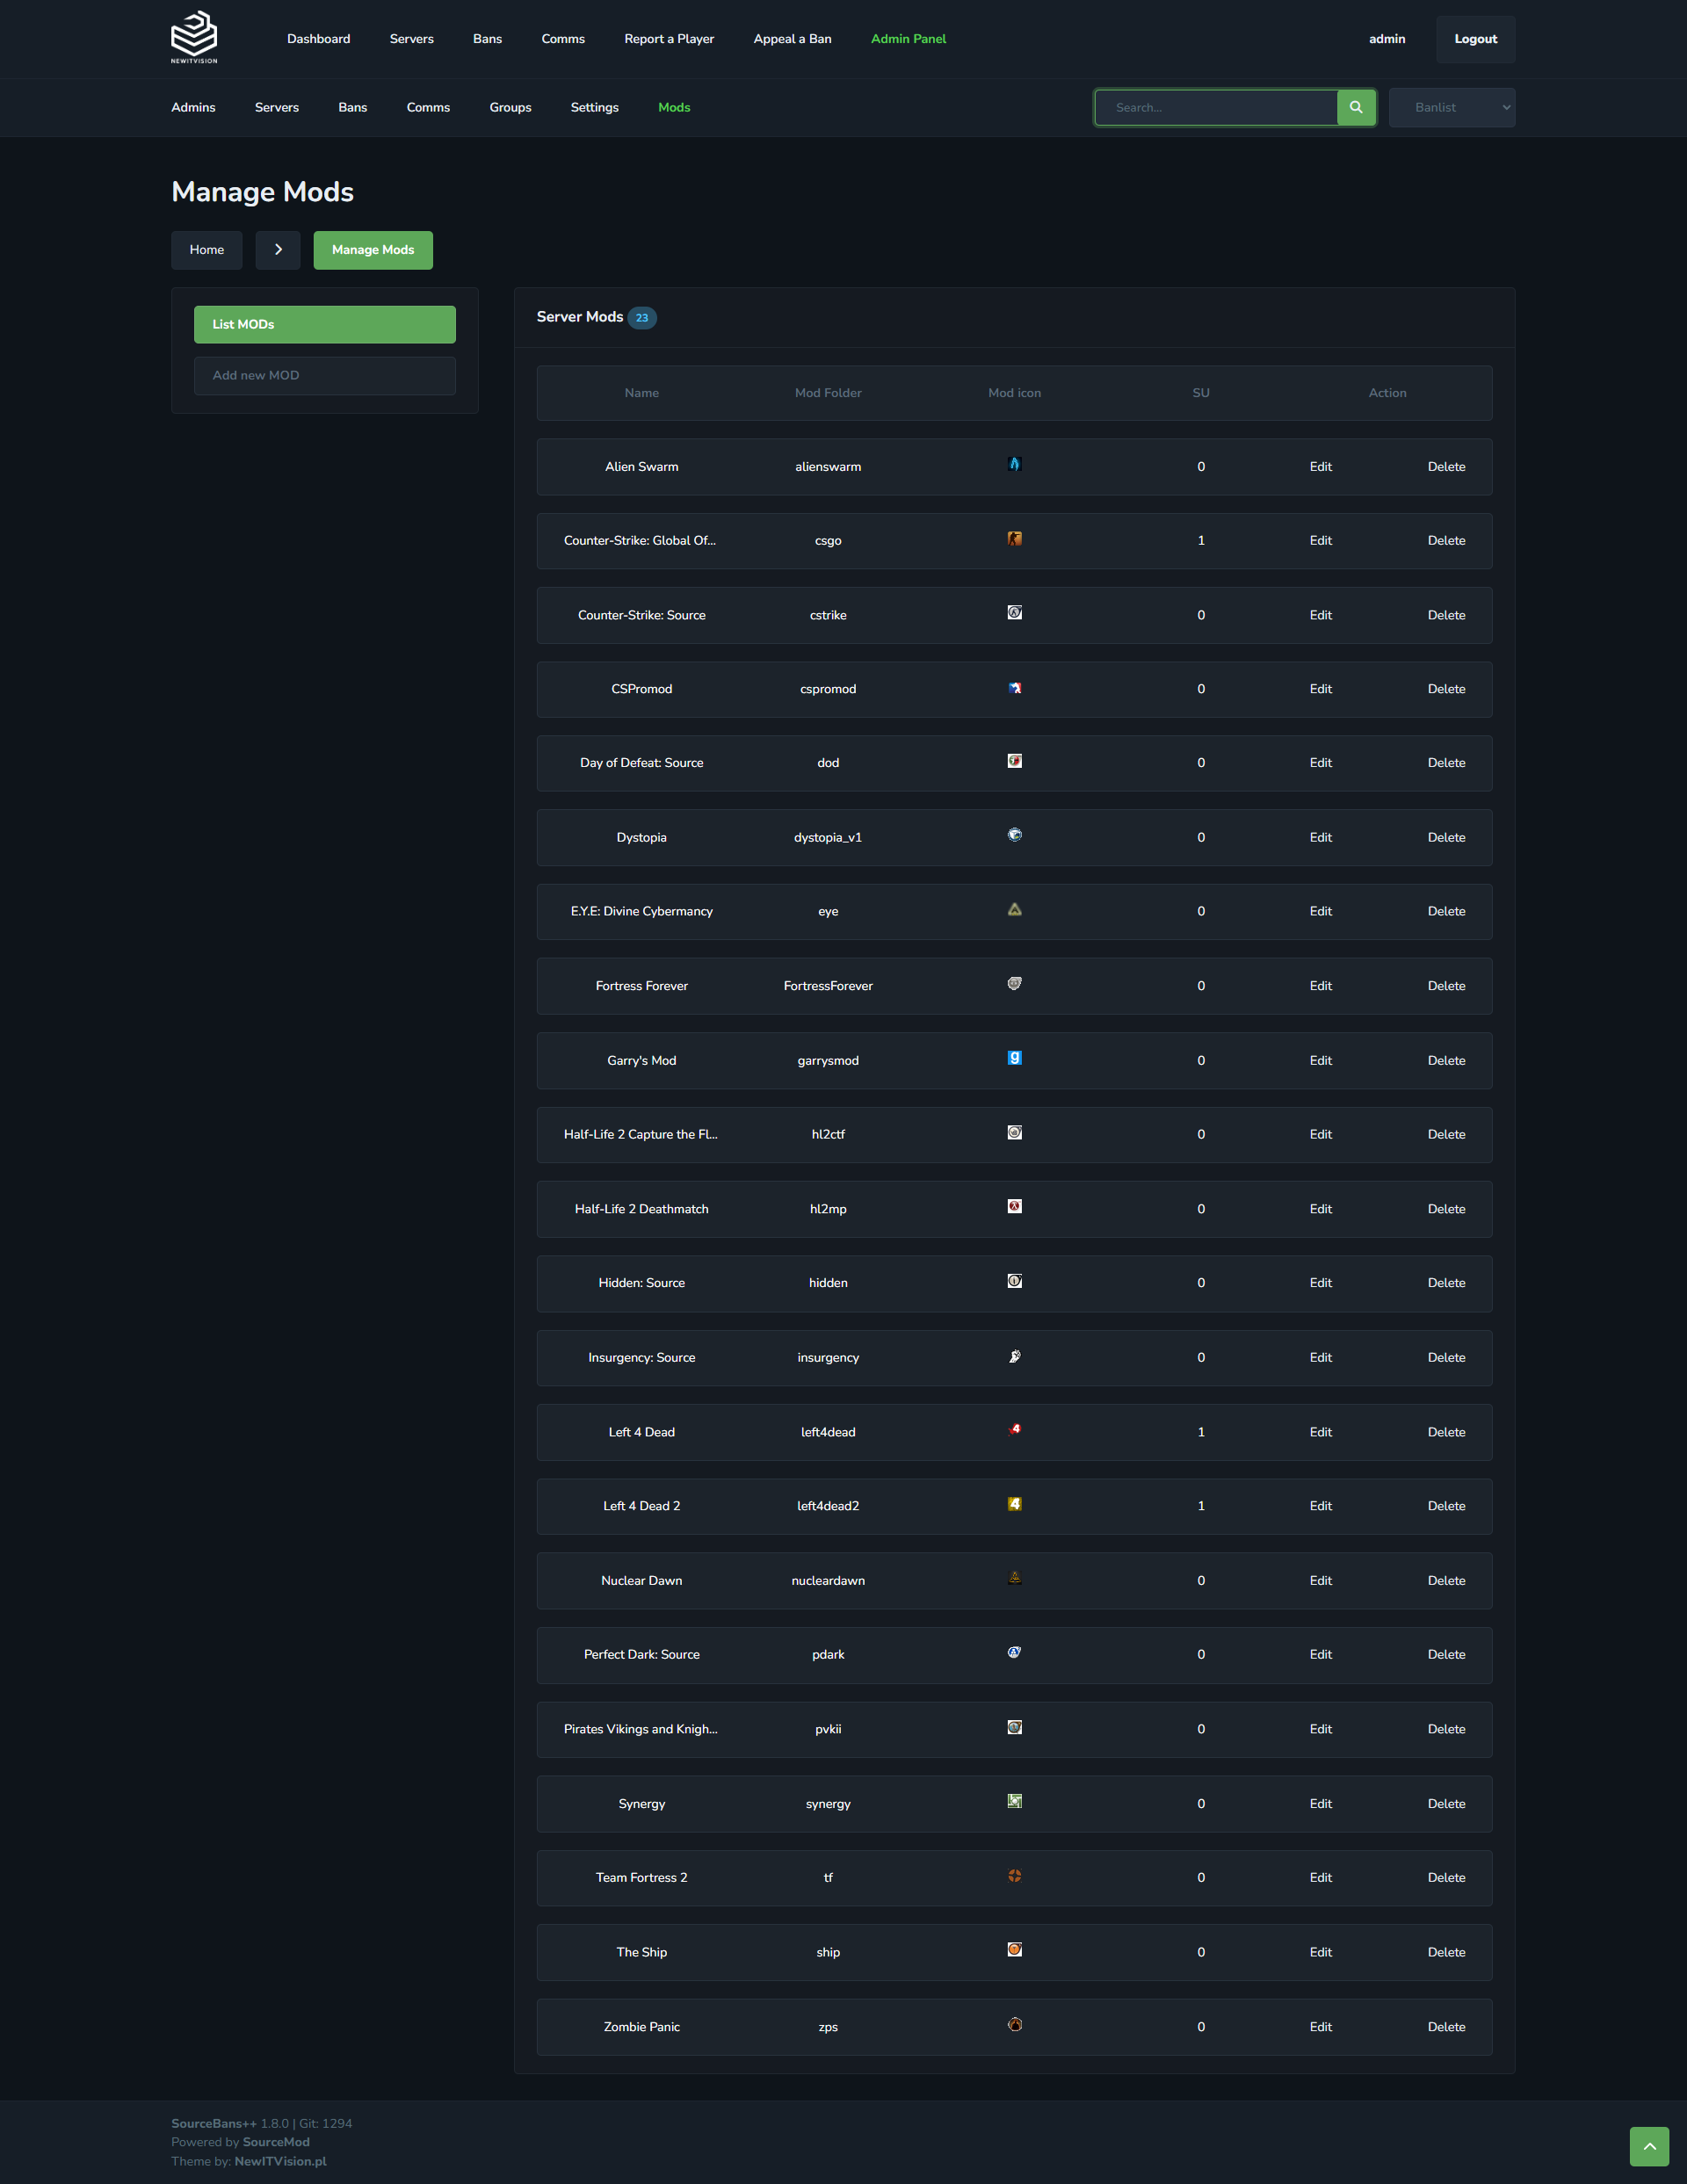 NEWITVISION
Dashboard Servers Bans Comms Report a Player Appeal a Ban Admin Panel admin Logout
Admins Servers Bans Comms Groups Settings Mods Search... Banlist
Manage Mods
Home Manage Mods
List MODs
Add new MOD
Server Mods 23
Name Mod Folder Mod icon SU Action
Alien Swarm alienswarm 0 Edit Delete
Counter-Strike: Global Of... csgo 1 Edit Delete
Counter-Strike: Source cstrike 0 Edit Delete
CSPromod cspromod 0 Edit Delete
Day of Defeat: Source dod 0 Edit Delete
Dystopia dystopia_v1 0 Edit Delete
E.Y.E: Divine Cybermancy eye 0 Edit Delete
Fortress Forever FortressForever 0 Edit Delete
Garry's Mod garrysmod g 0 Edit Delete
Half-Life 2 Capture the Fl... hl2ctf 0 Edit Delete
Half-Life 2 Deathmatch hl2mp 0 Edit Delete
Hidden: Source hidden 0 Edit Delete
Insurgency: Source insurgency 0 Edit Delete
Left 4 Dead left4dead 4 1 Edit Delete
Left 4 Dead 2 left4dead2 4 1 Edit Delete
Nuclear Dawn nucleardawn 0 Edit Delete
Perfect Dark: Source pdark 0 Edit Delete
Pirates Vikings and Knigh... pvkii 0 Edit Delete
Synergy synergy 0 Edit Delete
Team Fortress 2 tf 0 Edit Delete
The Ship ship 0 Edit Delete
Zombie Panic zps 0 Edit Delete
SourceBans++ 1.8.0 | Git: 1294
Powered by SourceMod
Theme by: NewITVision.pl